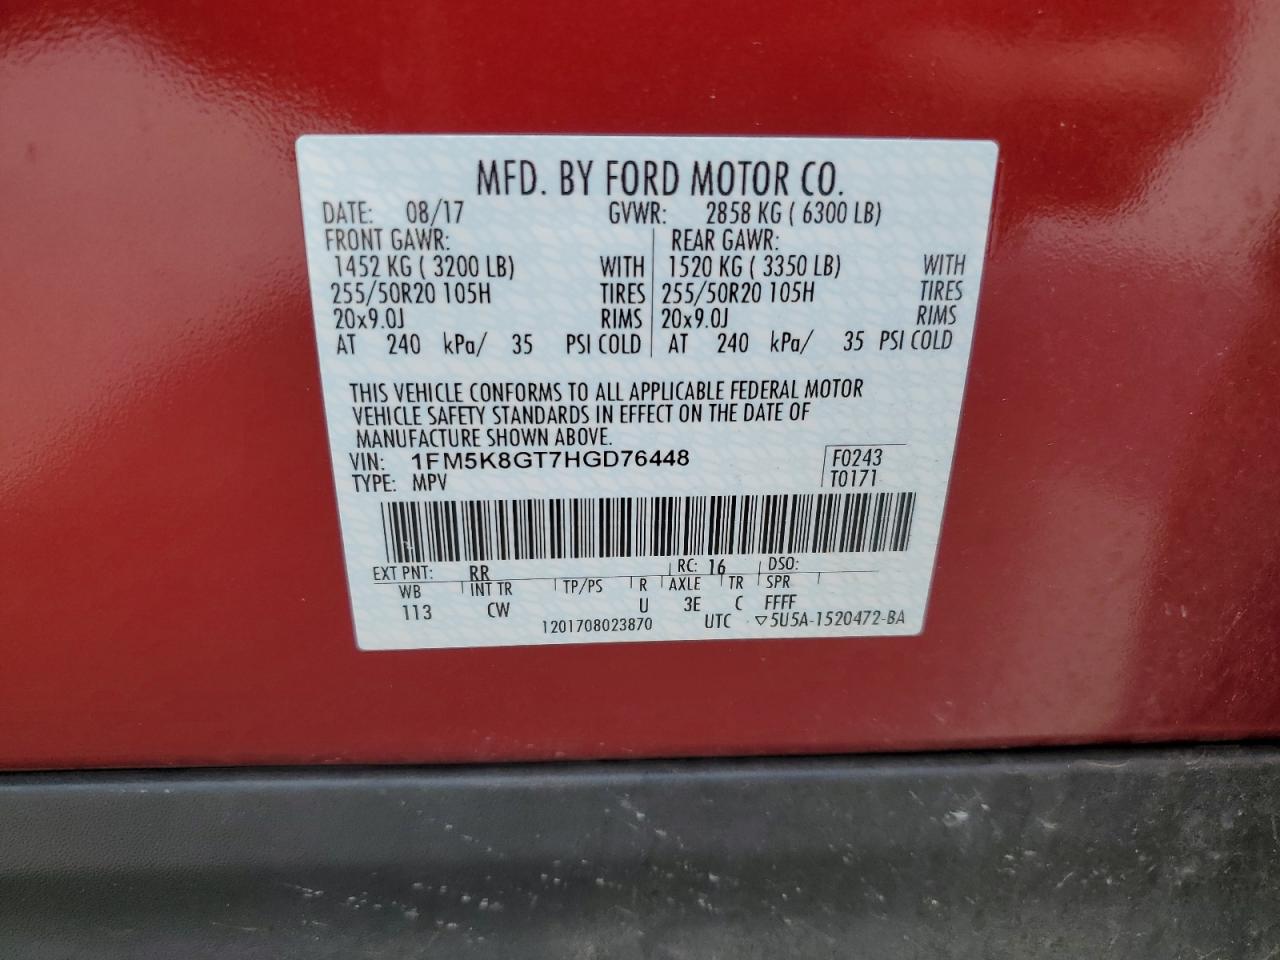 MFD. BY FORD MOTOR CO.
DATE: 08/17 GVWR: 2858 KG ( 6300 LB)
FRONT GAWR: REAR GAWR:
1452 KG ( 3200 LB) WITH 1520 KG ( 3350 LB) WITH
255/50R20 105H TIRES 255/50R20 105H TIRES
20x9.0J RIMS 20x9.0J RIMS
AT 240 kPa/ 35 PSI COLD AT 240 kPa/ 35 PSI COLD
THIS VEHICLE CONFORMS TO ALL APPLICABLE FEDERAL MOTOR
VEHICLE SAFETY STANDARDS IN EFFECT ON THE DATE OF
MANUFACTURE SHOWN ABOVE.
VIN: 1FM5K8GT7HGD76448 F0243
TYPE: MPV T0171
EXT PNT: RR RC: 16 DSO:
WB INT TR TP/PS R AXLE TR SPR
113 CW U 3E C FFFF
1201708023870 UTC ▽5U5A-1520472-BA